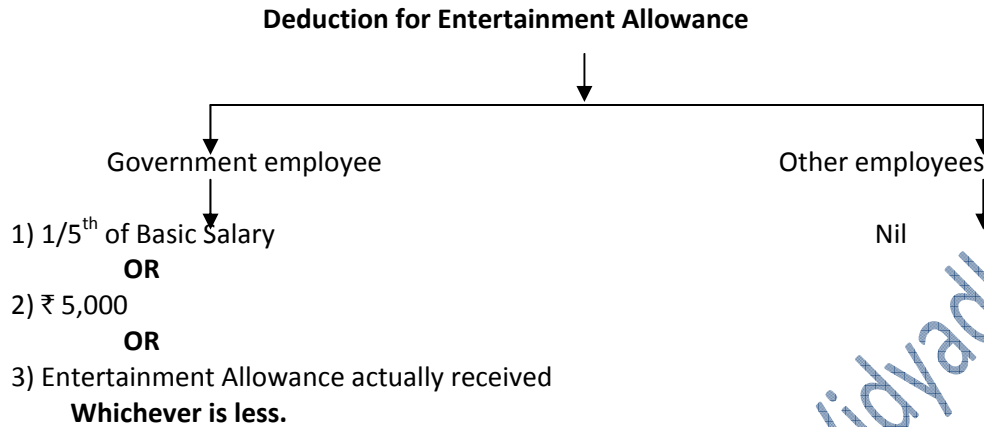 Deduction for Entertainment Allowance
Government employee Other employees
1) 1/5th of Basic Salary Nil
OR
2) ₹ 5,000
OR
3) Entertainment Allowance actually received
Whichever is less.